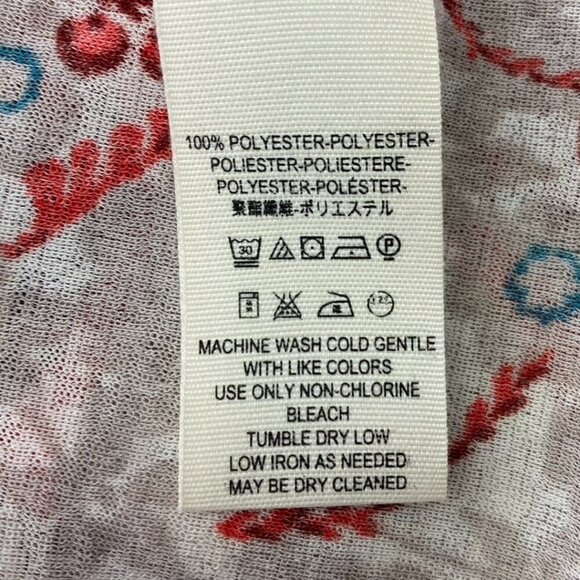 100% POLYESTER-POLYESTER-
POLIESTER-POLIESTERE-
POLYESTER-POLÉSTER-
聚酯纖维-ポリエステル
30 P
MACHINE WASH COLD GENTLE
WITH LIKE COLORS
USE ONLY NON-CHLORINE
BLEACH
TUMBLE DRY LOW
LOW IRON AS NEEDED
MAY BE DRY CLEANED